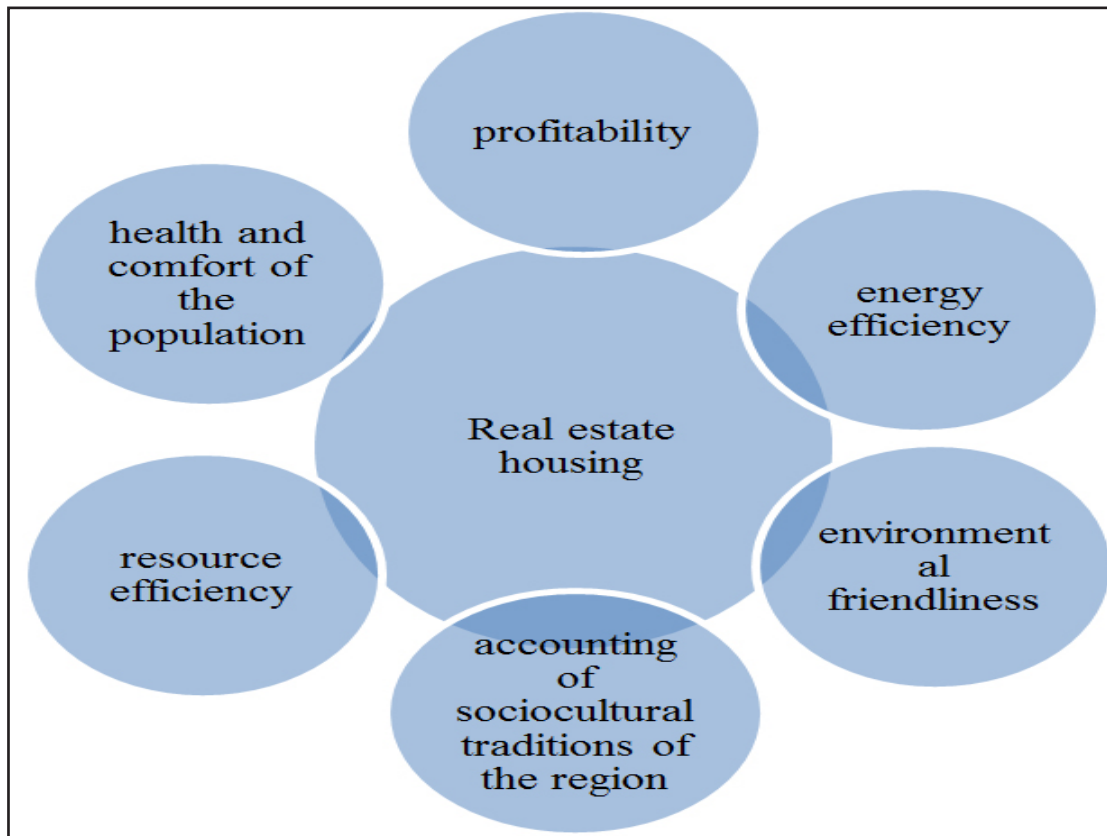 profitability
health and
comfort of
the
population
energy
efficiency
Real estate
housing
resource
efficiency
environment
al
friendliness
accounting
of
sociocultural
traditions of
the region